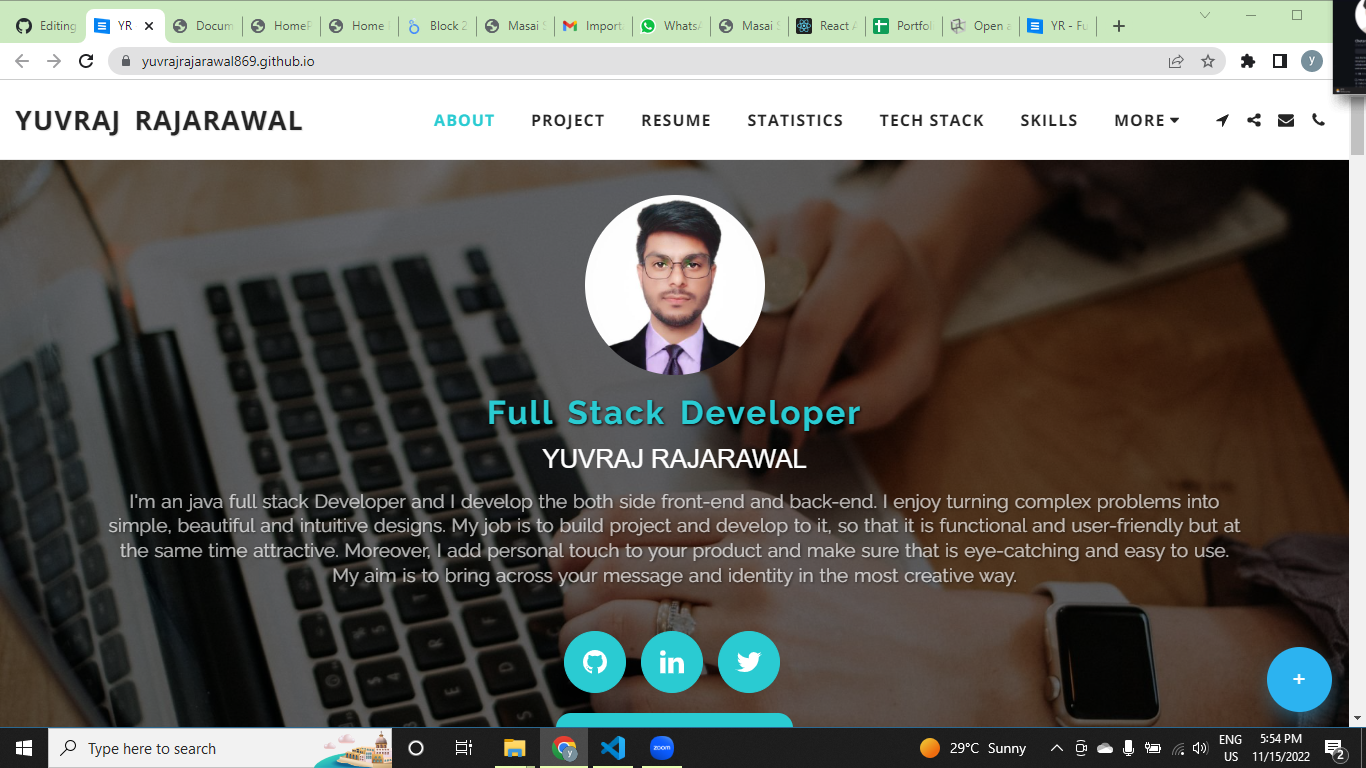 Editing
YR
Docum
HomeP
Home
Block 2
Masai S
Import
WhatsA
Masai S
React A
Portfol
Open a
YR - Fu
yuvrajrajarawal869.github.io
y
YURAJ RAJARAWAL
ABOUT
PROJECT
RESUME
STATISTICS
TECH STACK
SKILLS
MORE
Full Stack Developer
YUVRAJ RAJARAWAL
I'm an java full stack Developer and I develop the both side front-end and back-end. I enjoy turning complex problems into
simple, beautiful and intuitive designs. My job is to build project and develop to it, so that it is functional and user-friendly but at
the same time attractive. Moreover, I add personal touch to your product and make sure that is eye-catching and easy to use.
My aim is to bring across your message and identity in the most creative way.
+
Type here to search
zoom
29°C Sunny
ENG
US
5:54 PM
11/15/2022
2